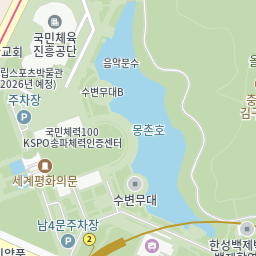 국민체육
진흥공단
음악분수
교회
립스포츠박물관
2026년 예정)
수변무대B
주차장
P
국민체력100
KSPO송파체력인증센터
몽촌호
세계평화의문
수변무대
남4문주차장
P
2
한성백제